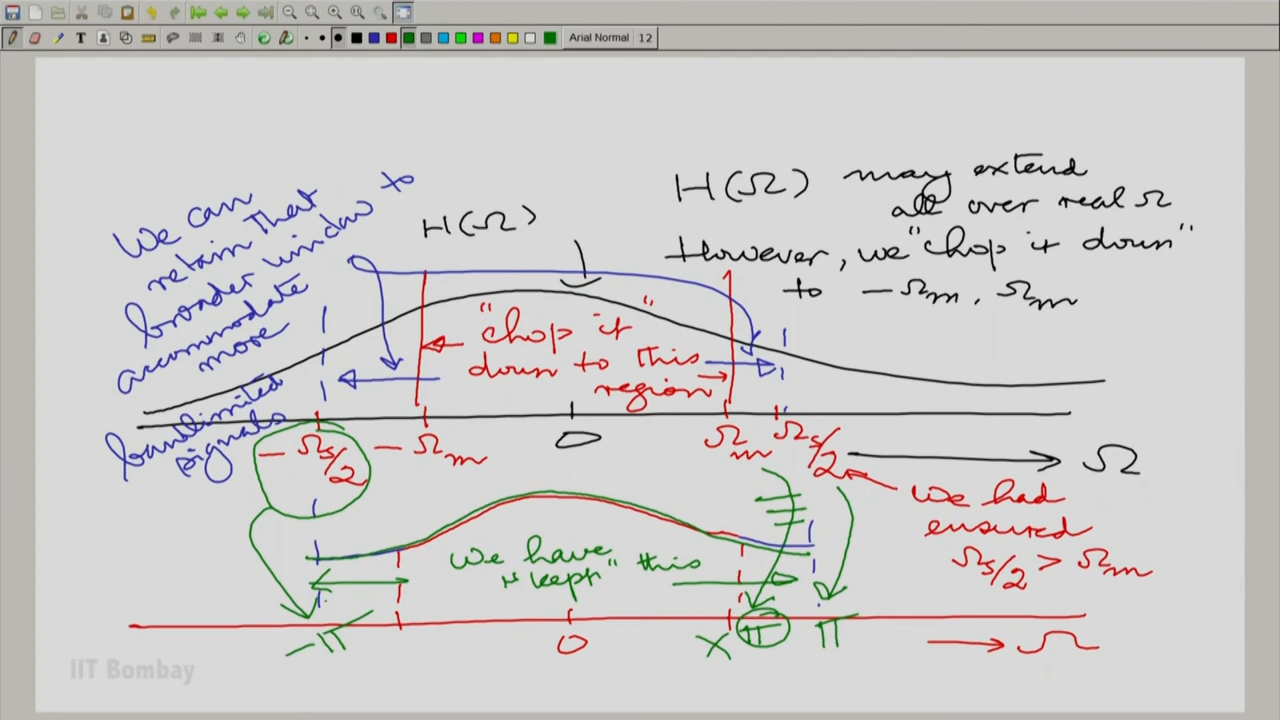 Arial Normal 12
H(Ω) may extend
all over real Ω
However, we "chop it down"
to -Ωm, Ωm
We can
retain that
broader window to
accommodate
more
bandlimited
signals
H(Ω)
"chop it"
down to this
region
-Ωs/2 -Ωm 0 Ωm Ωs/2 Ω
we had
ensured
Ωs/2 > Ωm
We have
"kept" this
-π 0 X π π Ω
IIT Bombay